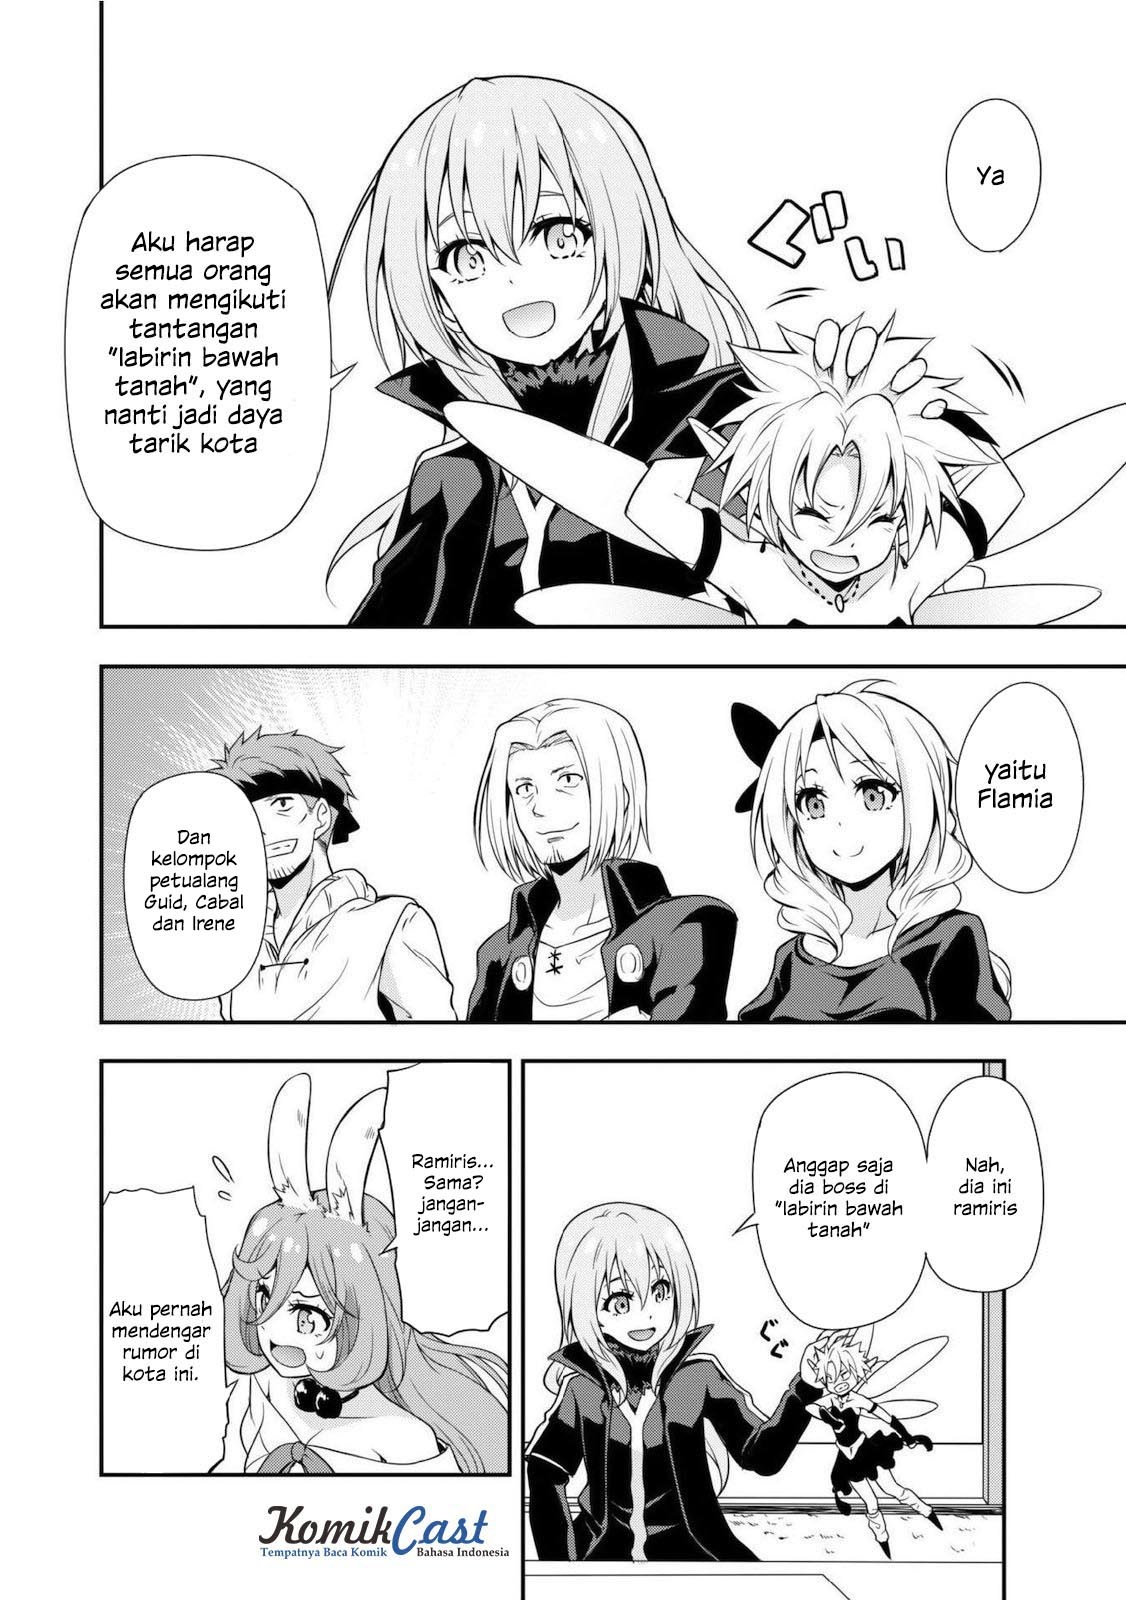 Ya
ぐい
Aku harap
semua orang
akan mengikuti
tantangan
"labirin bawah
tanah", yang
nanti jadi daya
tarik kota
yaitu
Flamia
Dan
kelompok
petualang
Guid, Cabal
dan Irene
Nah,
dia ini
ramiris
Anggap saja
dia boss di
"labirin bawah
tanah"
Ramiris...
Sama?
jangan-
jangan...
Aku pernah
mendengar
rumor di
kota ini.
KomikCast
Tempatnya Baca Komik Bahasa Indonesia